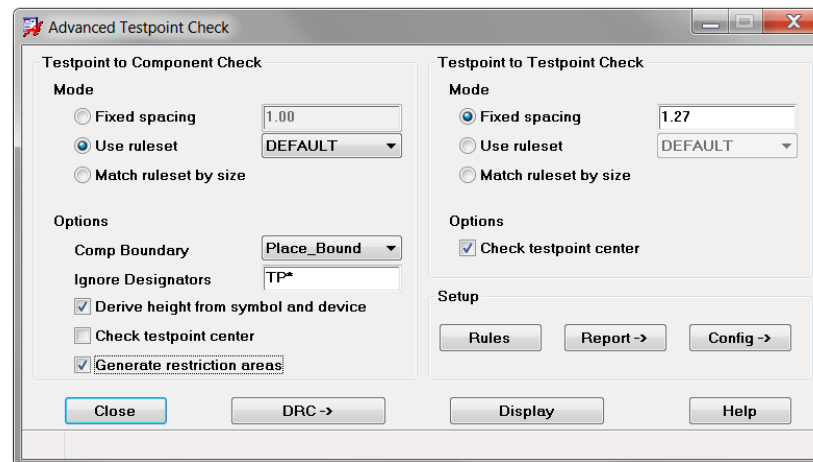 Advanced Testpoint Check
Testpoint to Component Check
Mode
Fixed spacing 1.00
Use ruleset DEFAULT
Match ruleset by size
Options
Comp Boundary Place_Bound
Ignore Designators TP*
Derive height from symbol and device
Check testpoint center
Generate restriction areas
Testpoint to Testpoint Check
Mode
Fixed spacing 1.27
Use ruleset DEFAULT
Match ruleset by size
Options
Check testpoint center
Setup
Rules Report -> Config ->
Close DRC -> Display Help